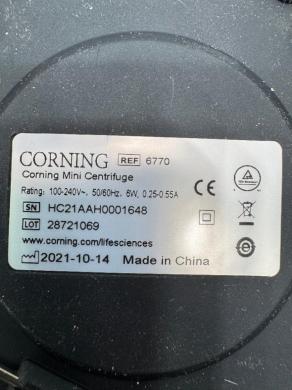 CORNING REF 6770
Corning Mini Centrifuge
Rating: 100-240V~, 50/60Hz, 6W, 0.25-0.55A
SN HC21AAH0001648
LOT 28721069
www.corning.com/lifesciences
2021-10-14 Made in China